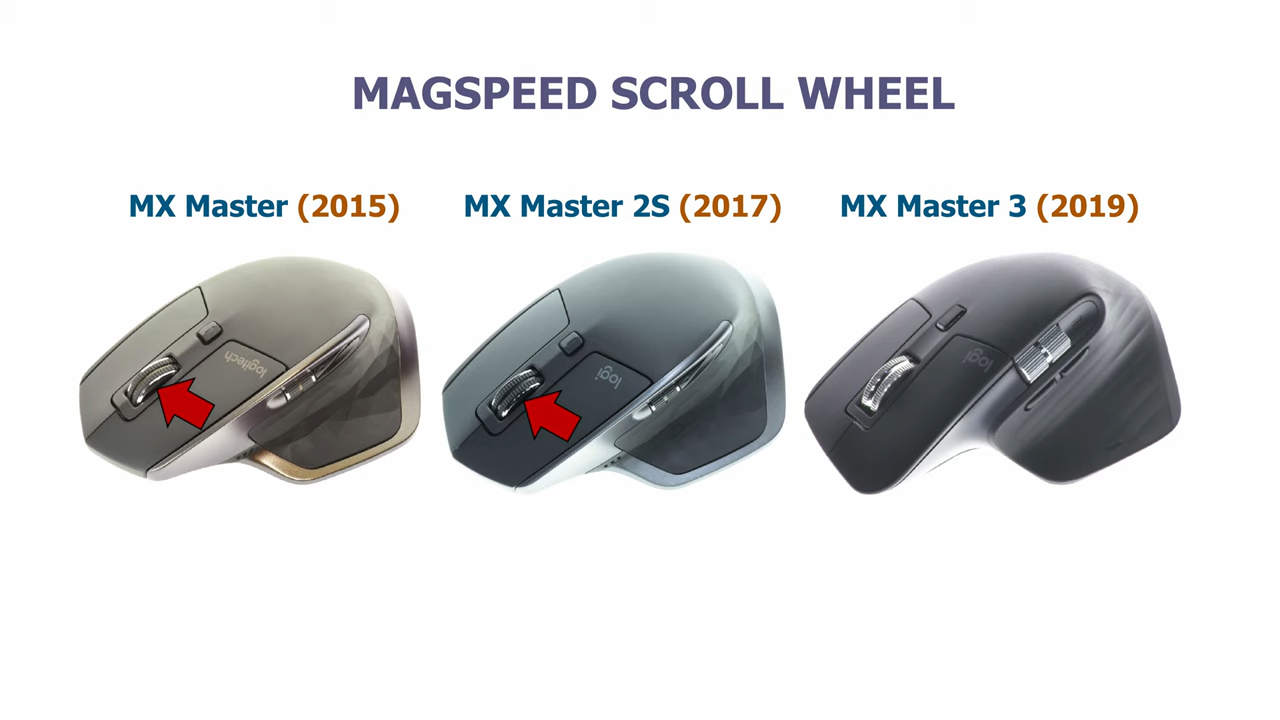 MAGSPEED SCROLL WHEEL
MX Master (2015)
MX Master 2S (2017)
MX Master 3 (2019)
logitech
logi
logi